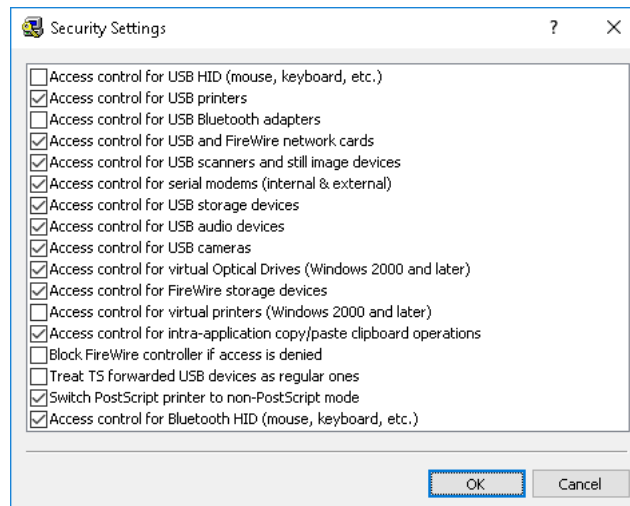 Security Settings
?
Access control for USB HID (mouse, keyboard, etc.)
Access control for USB printers
Access control for USB Bluetooth adapters
Access control for USB and FireWire network cards
Access control for USB scanners and still image devices
Access control for serial modems (internal & external)
Access control for USB storage devices
Access control for USB audio devices
Access control for USB cameras
Access control for virtual Optical Drives (Windows 2000 and later)
Access control for FireWire storage devices
Access control for virtual printers (Windows 2000 and later)
Access control for intra-application copy/paste clipboard operations
Block FireWire controller if access is denied
Treat TS forwarded USB devices as regular ones
Switch PostScript printer to non-PostScript mode
Access control for Bluetooth HID (mouse, keyboard, etc.)
OK Cancel